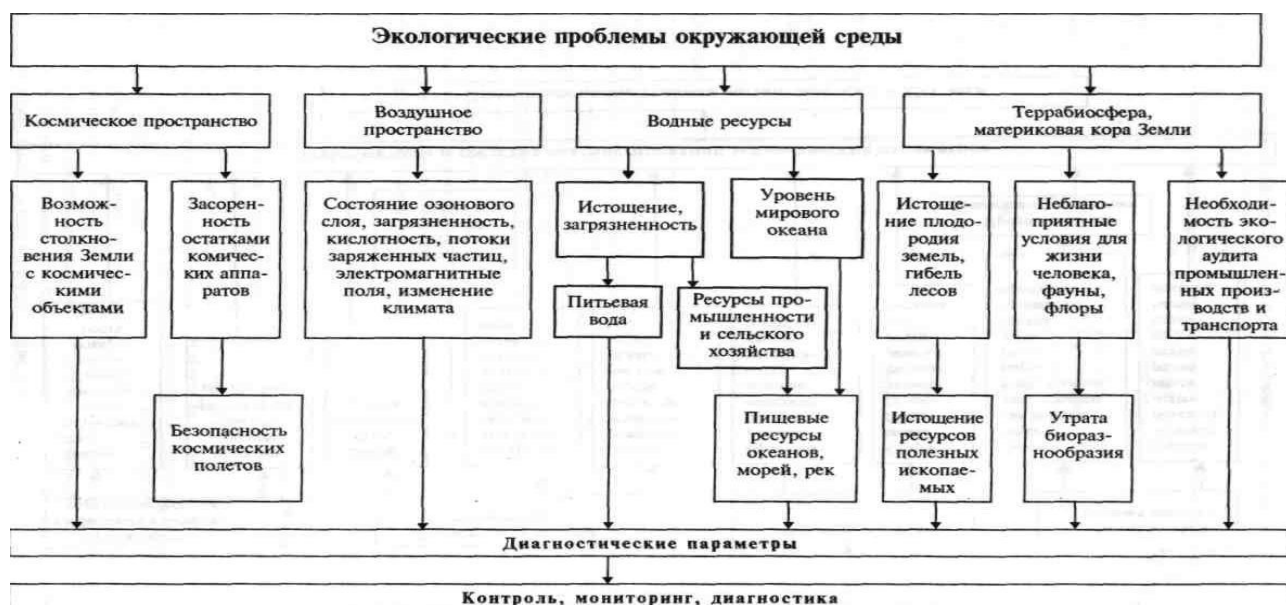 Экологические проблемы окружающей среды
Космическое пространство
Воздушное
пространство
Водные ресурсы
Террабиосфера,
материковая кора Земли
Возмож-
ность
столкно-
вения Земли
с космичес-
кими
объектами
Засорен-
ность
остатками
комичес-
ких аппа-
ратов
Состояние озонового
слоя, загрязненность,
кислотность, потоки
заряженных частиц,
электромагнитные
поля, изменение
климата
Истощение,
загрязненность
Уровень
мирового
океана
Истоще-
ние плодо-
родия
земель,
гибель
лесов
Неблаго-
приятные
условия для
жизни
человека,
фауны,
флоры
Необходи-
мость эко-
логического
аудита
промышлен-
ных произ-
водств и
транспорта
Питьевая
вода
Ресурсы про-
мышленности
и сельского
хозяйства
Безопасность
космических
полетов
Пищевые
ресурсы
океанов,
морей, рек
Истощение
ресурсов
полезных
ископае-
мых
Утрата
биораз-
нообразия
Диагностические параметры
Контроль, мониторинг, диагностика